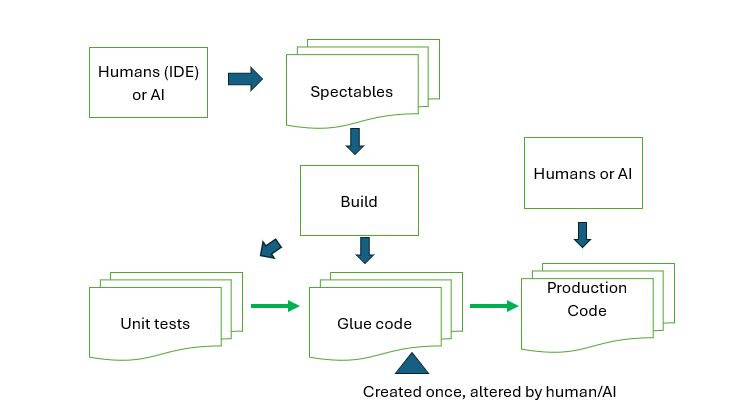 Humans (IDE)
or AI
Spectables
Build
Humans or AI
Unit tests
Glue code
Production
Code
Created once, altered by human/AI